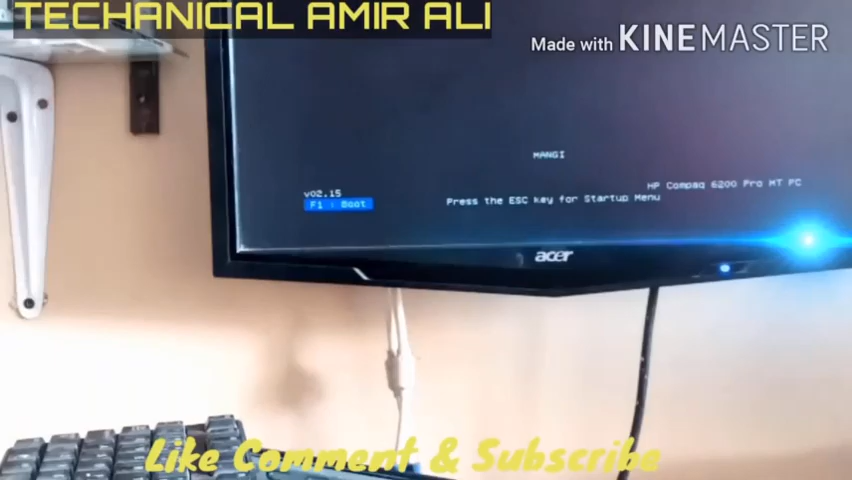 TECHANICAL AMIR ALI
Made with KINEMASTER
MANGI
HP Compaq 6200 Pro MT PC
v02.15
F1 : Boot
Press the ESC key for Startup Menu
acer
Like Comment & Subscribe